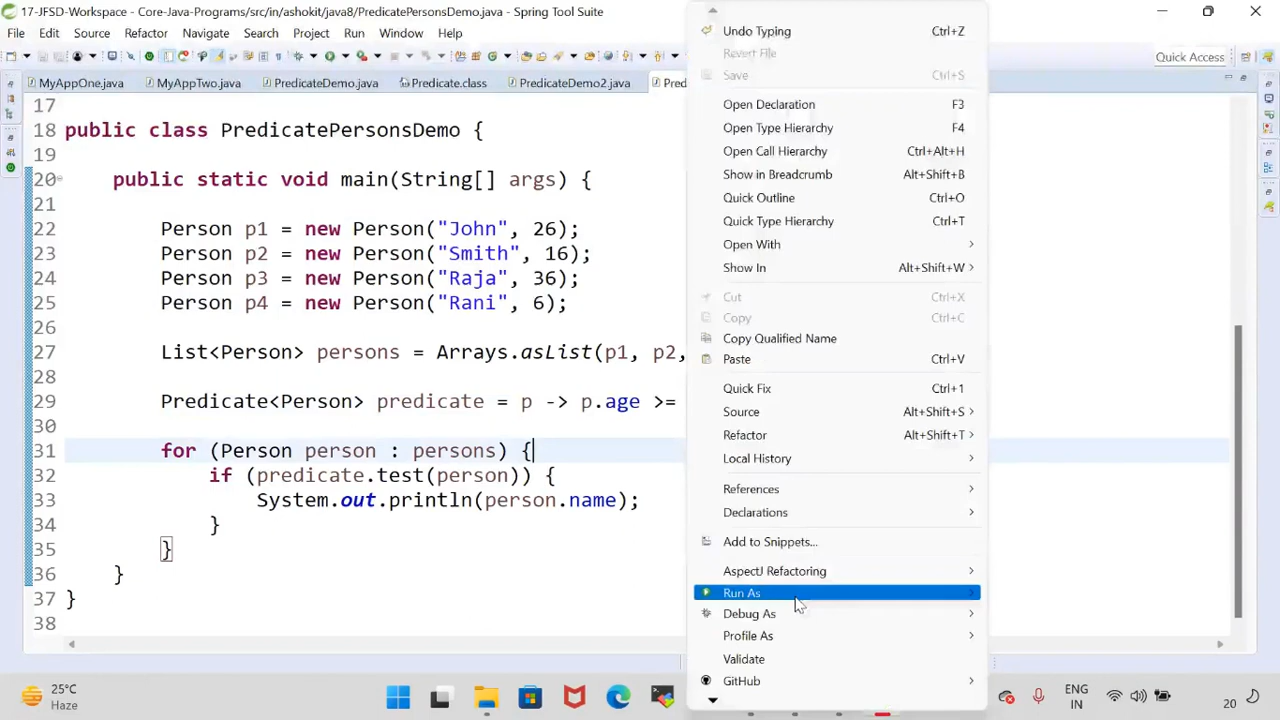 17-JFSD-Workspace - Core-Java-Programs/src/in/ashokit/java8/PredicatePersonsDemo.java - Spring Tool Suite
File Edit Source Refactor Navigate Search Project Run Window Help
Quick Access
MyAppOne.java MyAppTwo.java PredicateDemo.java Predicate.class PredicateDemo2.java Pred
17
18 public class PredicatePersonsDemo {
19
20 public static void main(String[] args) {
21
22 Person p1 = new Person("John", 26);
23 Person p2 = new Person("Smith", 16);
24 Person p3 = new Person("Raja", 36);
25 Person p4 = new Person("Rani", 6);
26
27 List<Person> persons = Arrays.asList(p1, p2,
28
29 Predicate<Person> predicate = p -> p.age >=
30
31 for (Person person : persons) {
32 if (predicate.test(person)) {
33 System.out.println(person.name);
34 }
35 }
36 }
37 }
38
Undo Typing Ctrl+Z
Revert File
Save Ctrl+S
Open Declaration F3
Open Type Hierarchy F4
Open Call Hierarchy Ctrl+Alt+H
Show in Breadcrumb Alt+Shift+B
Quick Outline Ctrl+O
Quick Type Hierarchy Ctrl+T
Open With
Show In Alt+Shift+W
Cut Ctrl+X
Copy Ctrl+C
Copy Qualified Name
Paste Ctrl+V
Quick Fix Ctrl+1
Source Alt+Shift+S
Refactor Alt+Shift+T
Local History
References
Declarations
Add to Snippets...
AspectJ Refactoring
Run As
Debug As
Profile As
Validate
GitHub
25°C
Haze
ENG
IN
20